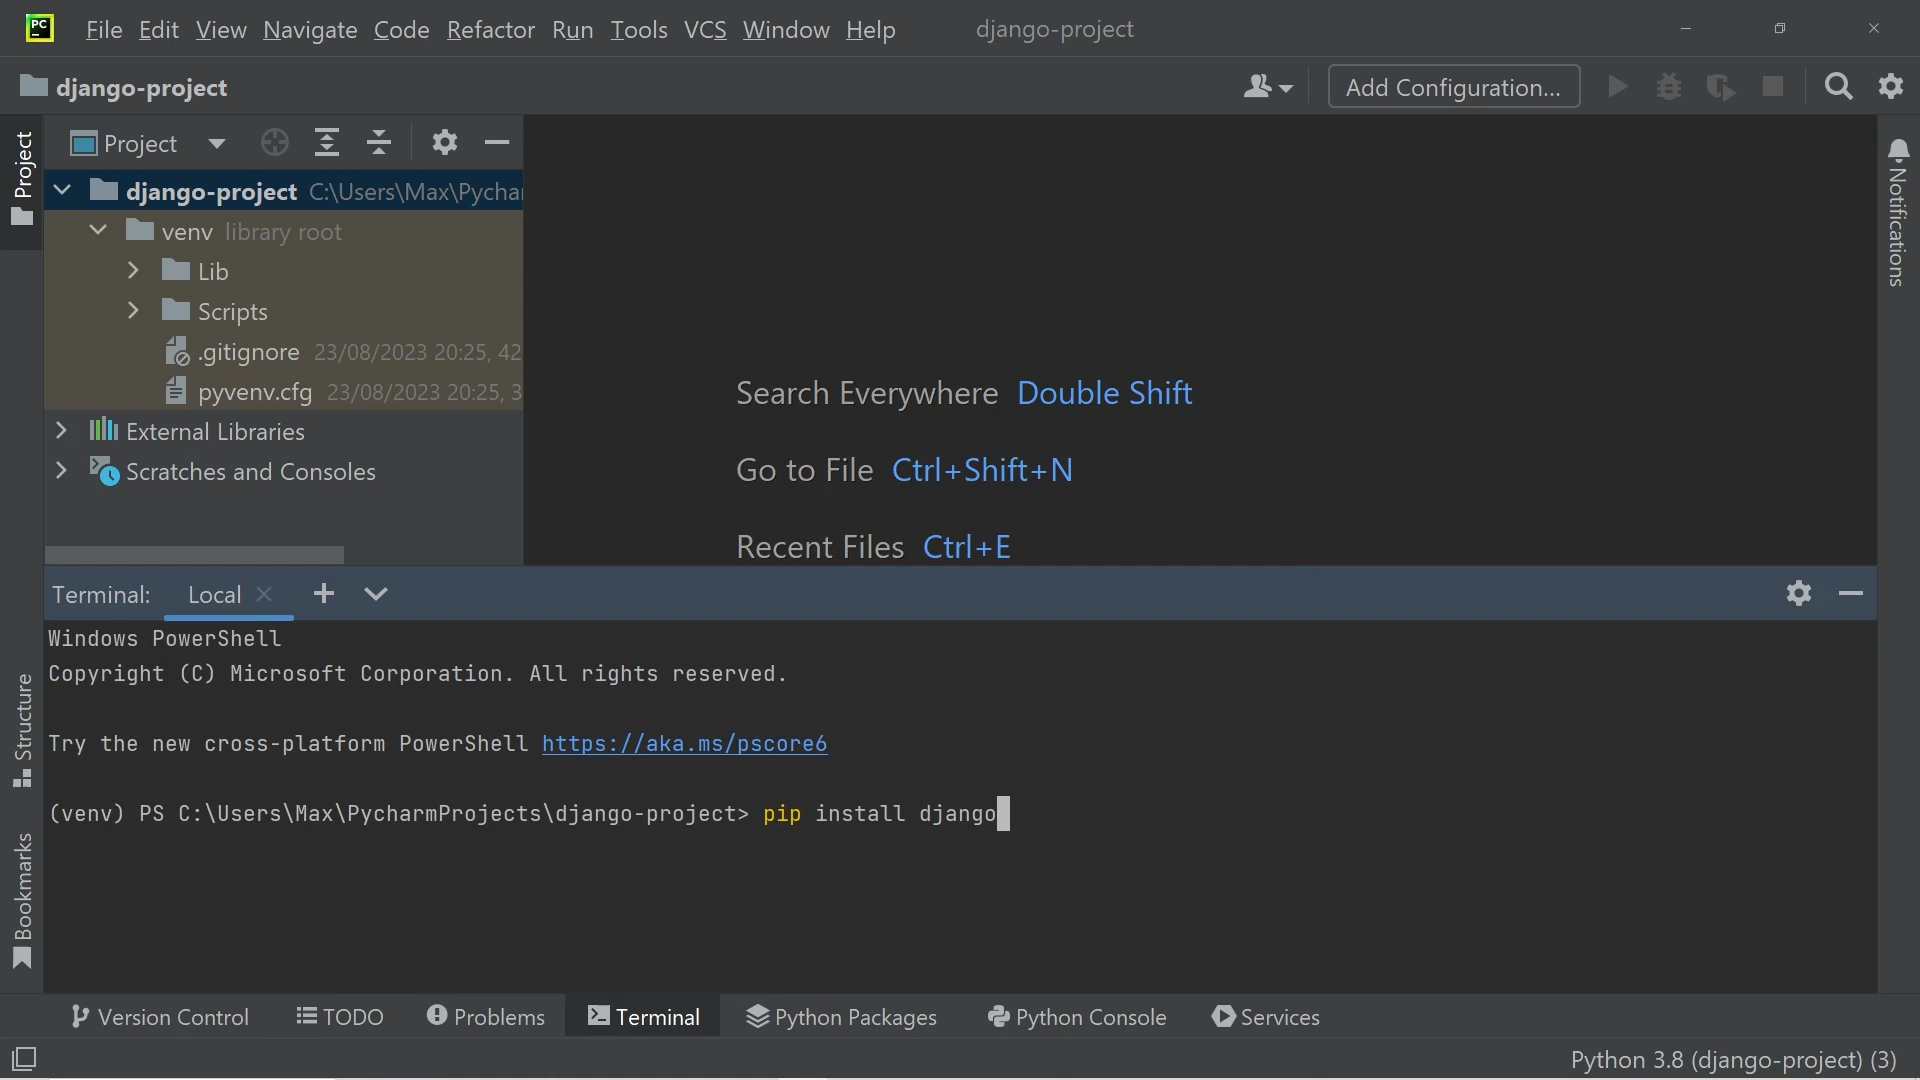 PC
File Edit View Navigate Code Refactor Run Tools VCS Window Help django-project
django-project
Add Configuration...
Project
Project
django-project C:\Users\Max\Pychar
venv library root
Lib
Scripts
.gitignore 23/08/2023 20:25, 42
pyvenv.cfg 23/08/2023 20:25, 3
External Libraries
Scratches and Consoles
Search Everywhere Double Shift
Go to File Ctrl+Shift+N
Recent Files Ctrl+E
Notifications
Terminal: Local
Windows PowerShell
Copyright (C) Microsoft Corporation. All rights reserved.
Try the new cross-platform PowerShell https://aka.ms/pscore6
(venv) PS C:\Users\Max\PycharmProjects\django-project> pip install django
Structure
Bookmarks
Version Control TODO Problems Terminal Python Packages Python Console Services
Python 3.8 (django-project) (3)